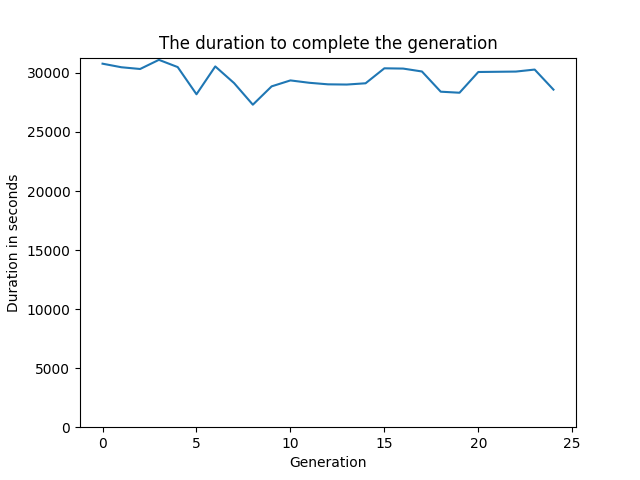 The duration to complete the generation
30000
25000
20000
15000
10000
5000
0
Duration in seconds
0 5 10 15 20 25
Generation